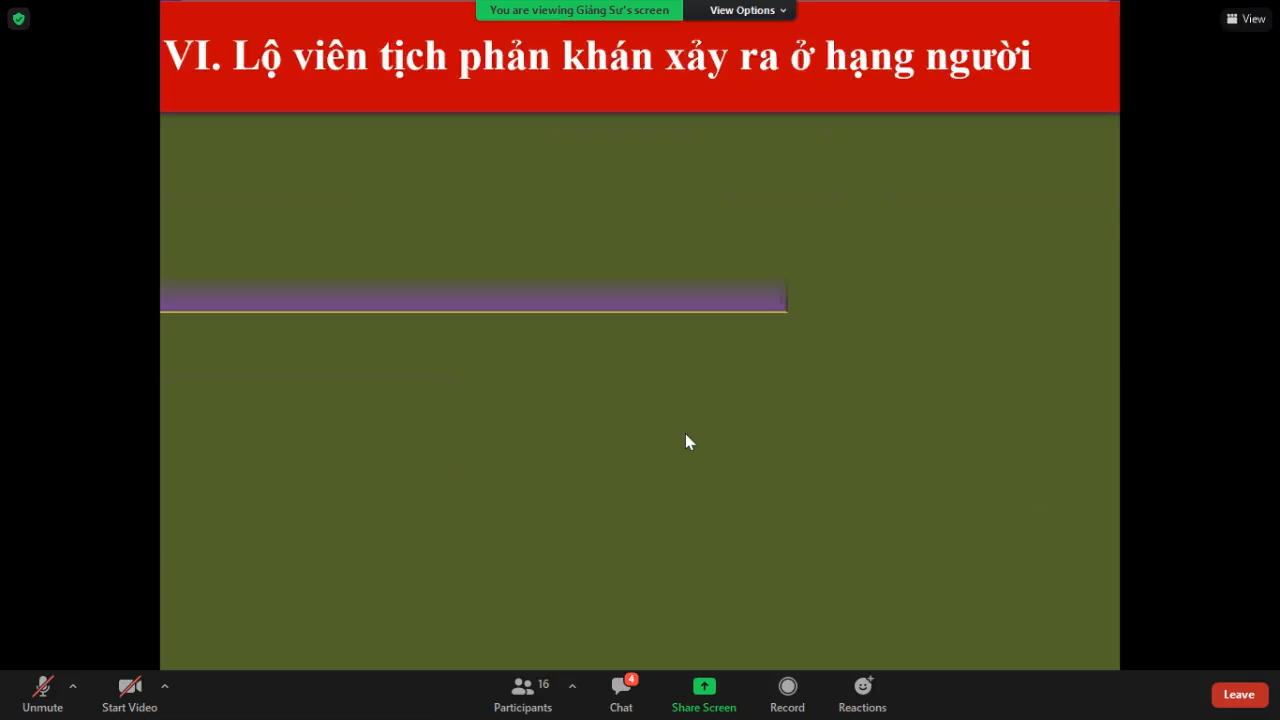 You are viewing Giảng Sư's screen
View Options
View
VI. Lộ viên tịch phản khán xảy ra ở hạng người
Unmute
Start Video
16
Participants
4
Chat
Share Screen
Record
Reactions
Leave